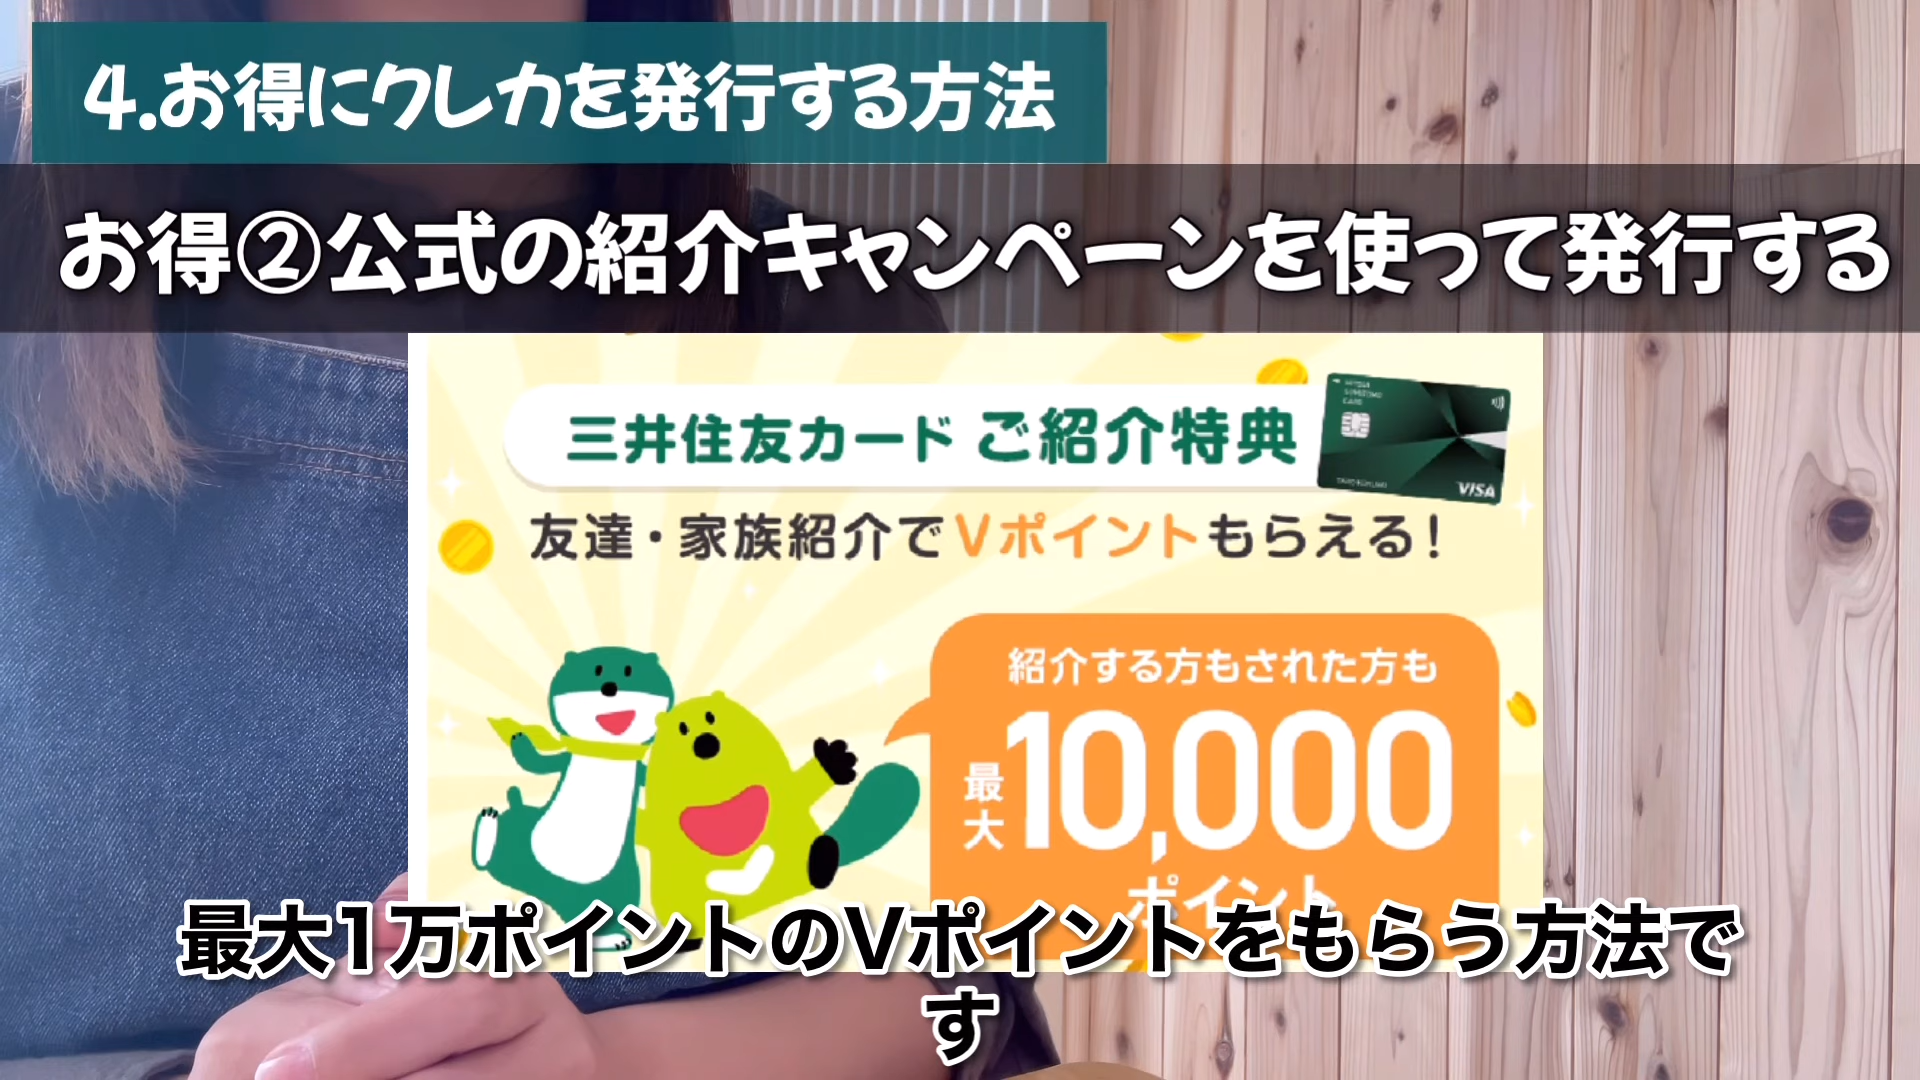 4.お得にクレカを発行する方法
お得②公式の紹介キャンペーンを使って発行する
三井住友カード ご紹介特典
VISA
友達・家族紹介でVポイントもらえる!
紹介する方もされた方も
最大10,000
ポイント
最大1万ポイントのVポイントをもらう方法で
す